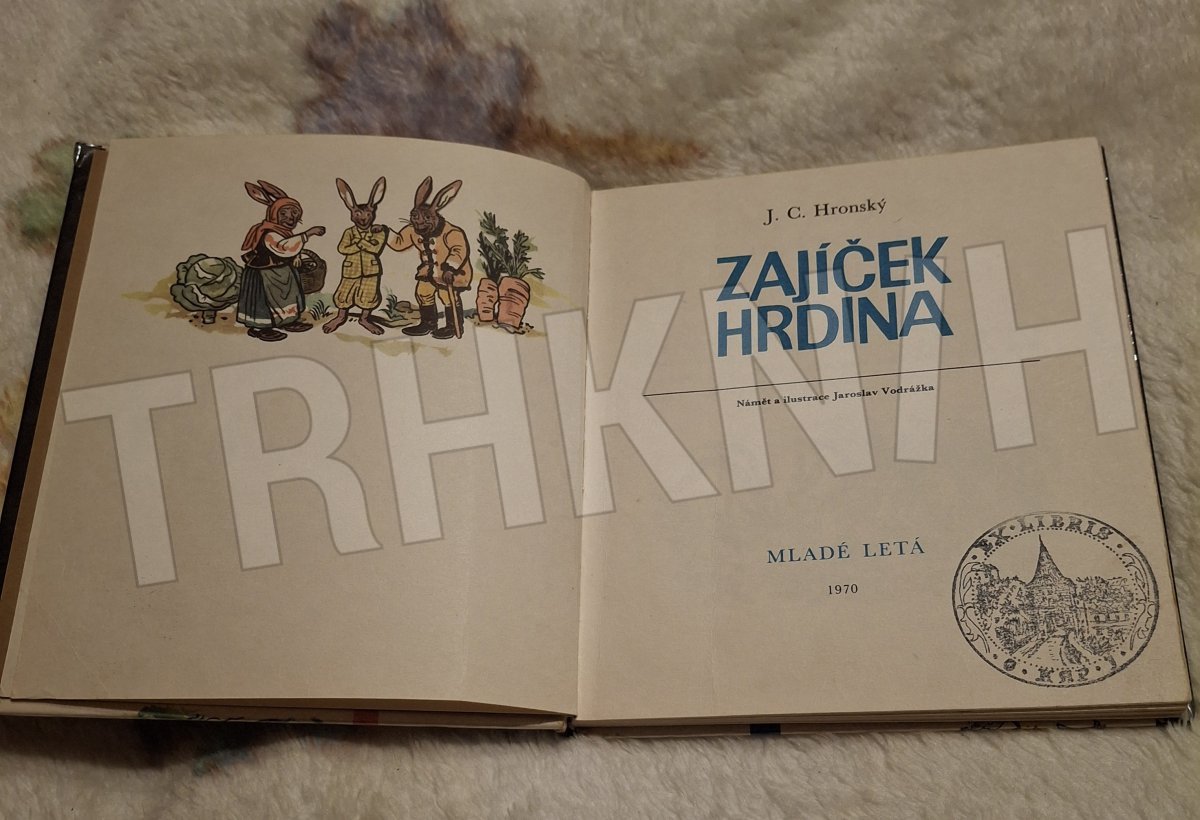 J. C. Hronský
ZAJÍČEK
HRDINA
Námět a ilustrace Jaroslav Vodrážka
MLADÉ LETÁ
1970
EX LIBRIS
TRHKNIH